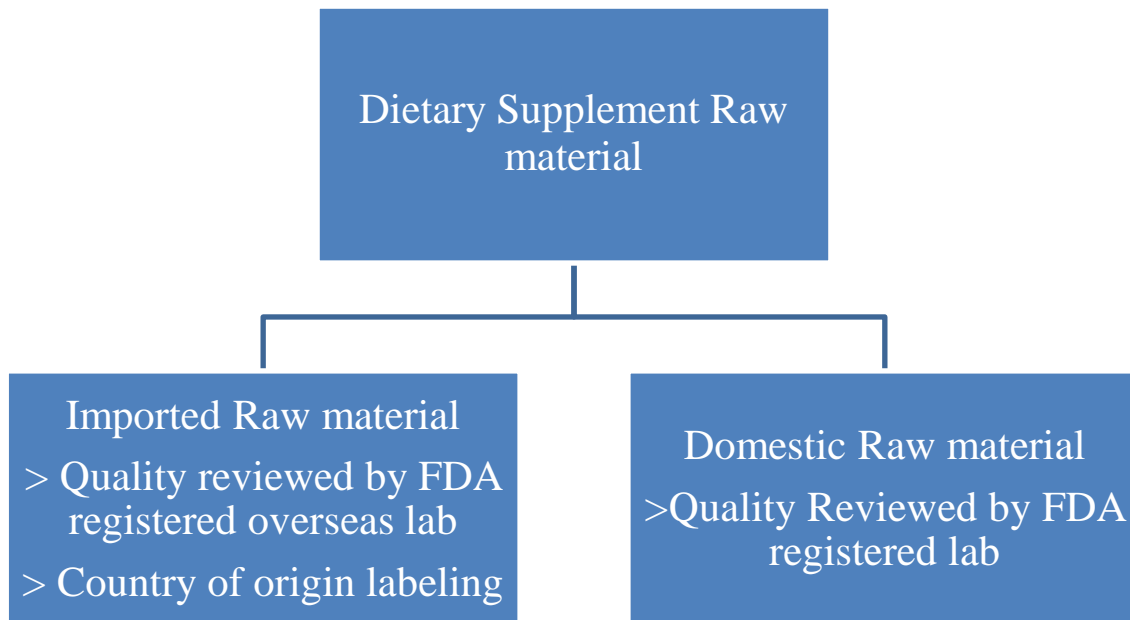 Dietary Supplement Raw
material
Imported Raw material
> Quality reviewed by FDA
registered overseas lab
> Country of origin labeling
Domestic Raw material
>Quality Reviewed by FDA
registered lab